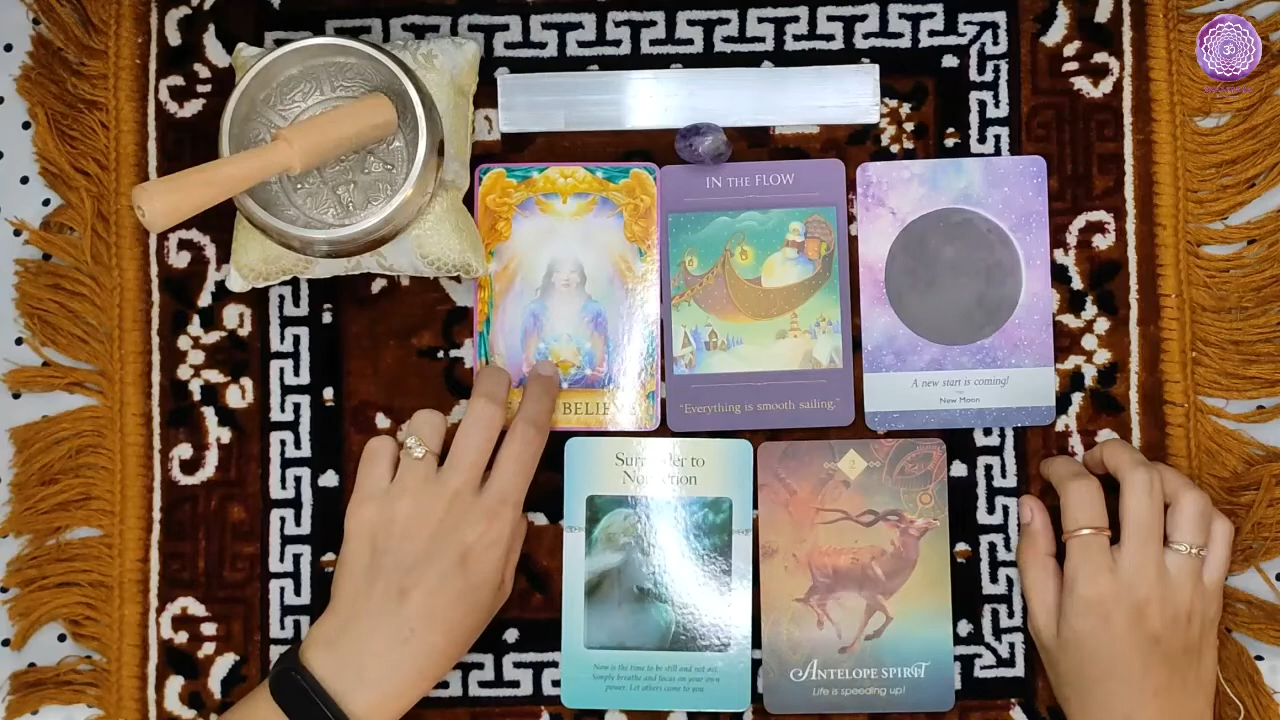 BELIEVE
IN THE FLOW
"Everything is smooth sailing."
A new start is coming!
New Moon
Surrender to
Non-Action
Now is the time to be still and not act.
Simply breathe and focus on your own
power. Let others come to you
2
ANTELOPE SPIRIT
Life is speeding up!
ॐ